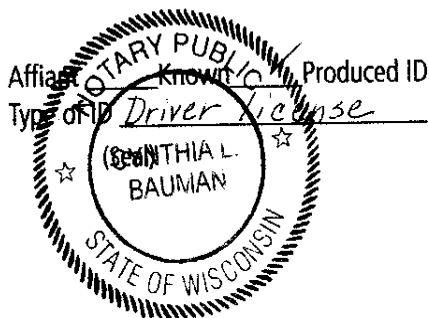 Affiant Known ✓ Produced ID
Type of ID Driver License
(Seal)
NOTARY PUBLIC
CYNTHIA L.
BAUMAN
STATE OF WISCONSIN